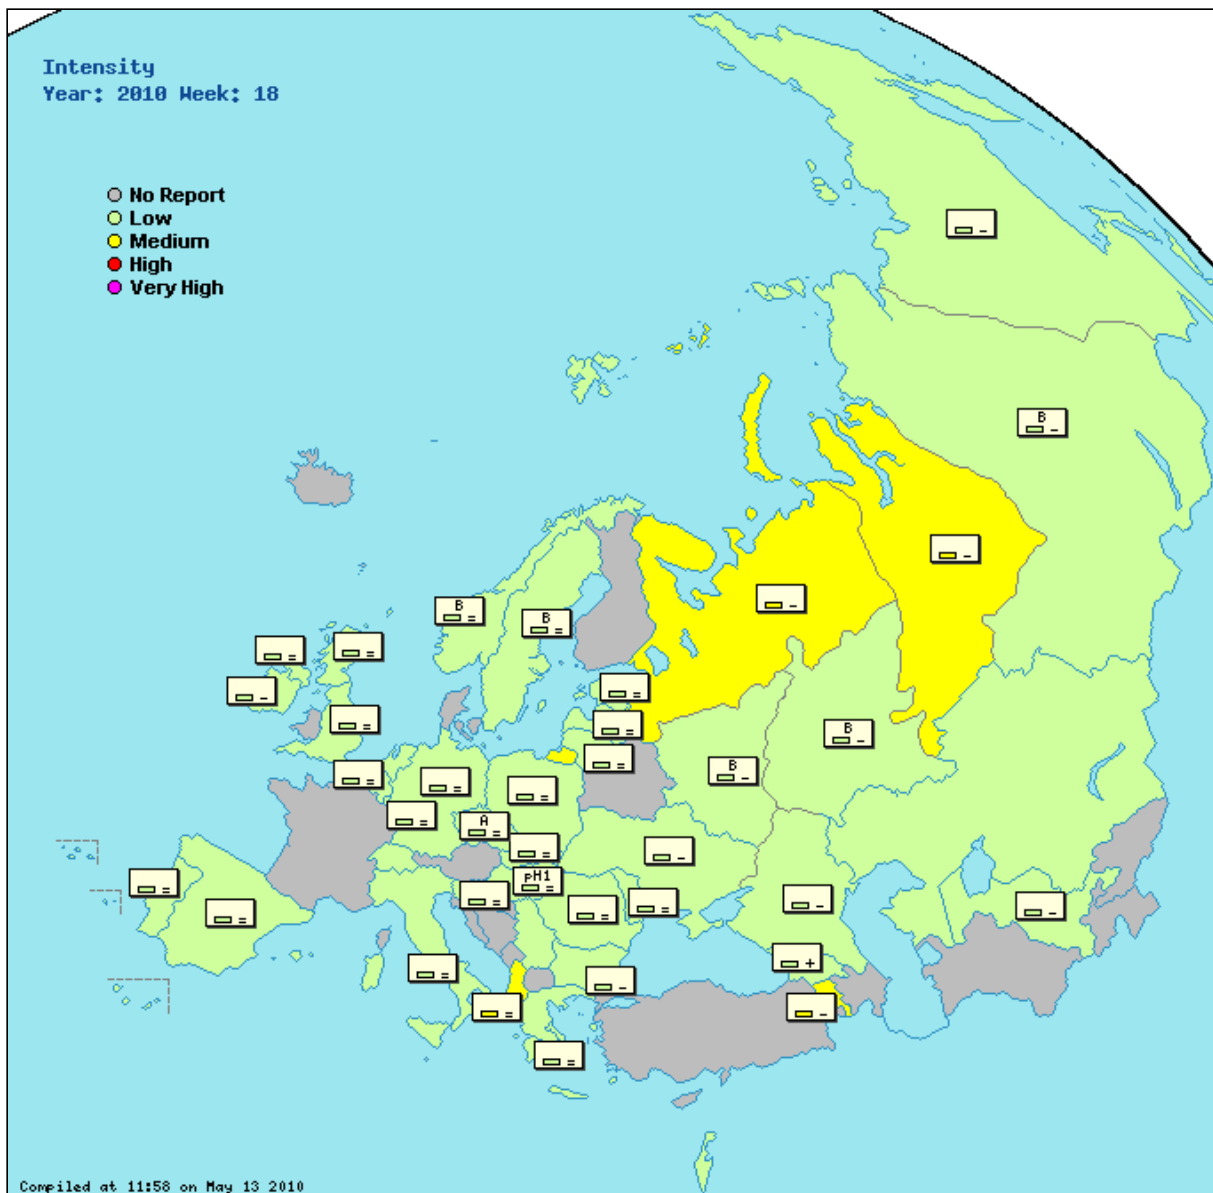 Intensity
Year: 2010 Week: 18
No Report
Low
Medium
High
Very High
-
B
-
-
-
B
=
B
=
=
=
-
=
=
=
=
B
-
B
-
=
=
=
=
A
=
=
-
pH1
=
=
=
=
=
=
-
-
+
=
-
=
-
=
Compiled at 11:58 on May 13 2010